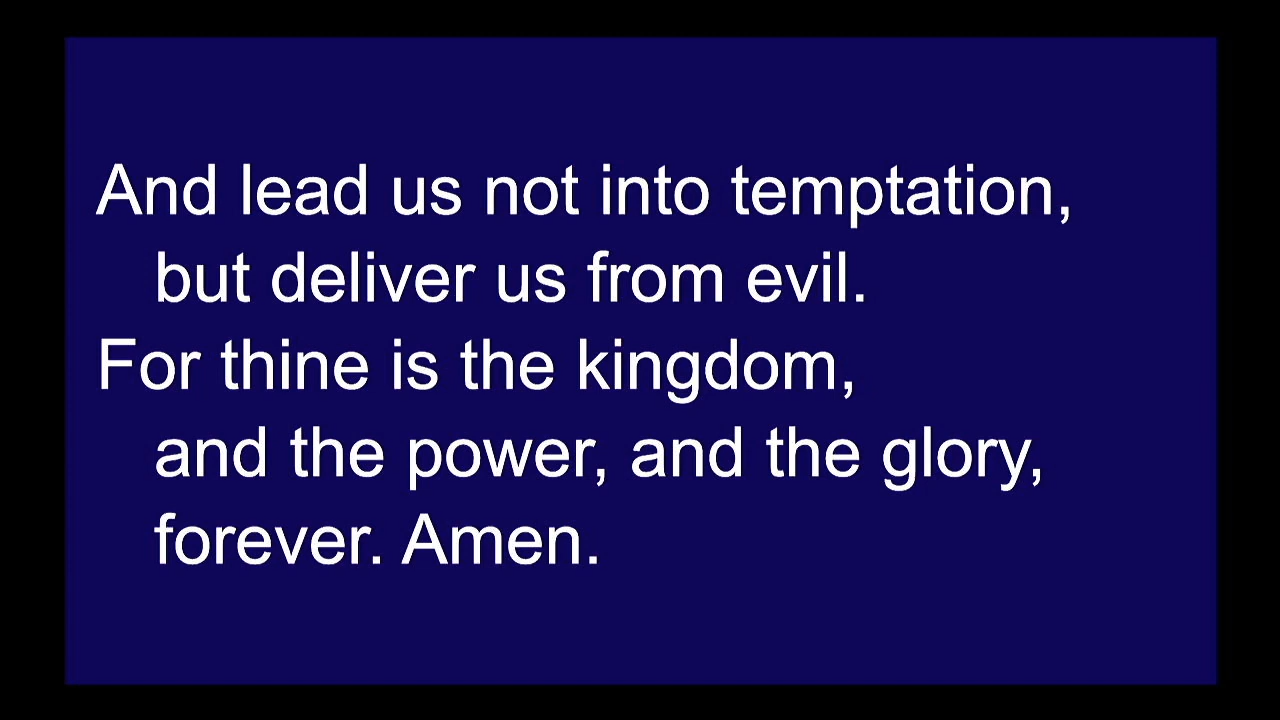 And lead us not into temptation,
but deliver us from evil.
For thine is the kingdom,
and the power, and the glory,
forever. Amen.